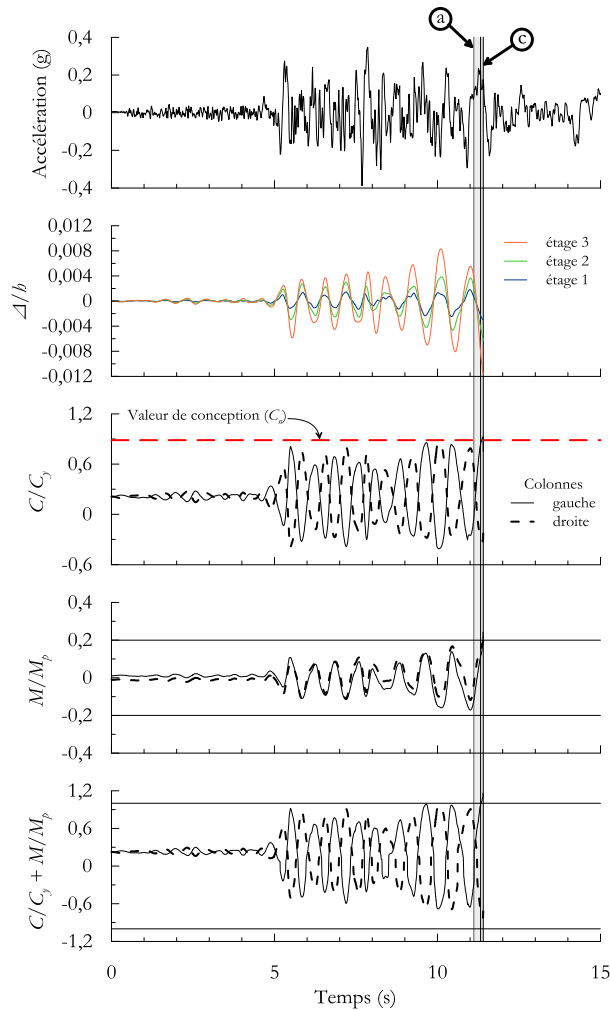 a
c
0,4
0,2
0
-0,2
-0,4
Accélération (g)
0,012
0,008
0,004
0
-0,004
-0,008
-0,012
Δ/h
étage 3
étage 2
étage 1
1,2
0,6
0
-0,6
C/Cy
Valeur de conception (Cu)
Colonnes
gauche
droite
0,4
0,2
0
-0,2
-0,4
M/Mp
1,2
0,6
0
-0,6
-1,2
C/Cy + M/Mp
0 5 10 15
Temps (s)